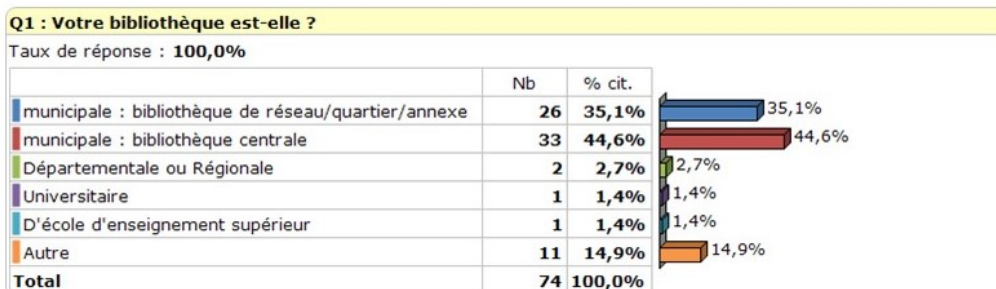 Q1 : Votre bibliothèque est-elle ?
Taux de réponse : 100,0%
Nb % cit.
municipale : bibliothèque de réseau/quartier/annexe 26 35,1% 35,1%
municipale : bibliothèque centrale 33 44,6% 44,6%
Départementale ou Régionale 2 2,7% 2,7%
Universitaire 1 1,4% 1,4%
D'école d'enseignement supérieur 1 1,4% 1,4%
Autre 11 14,9% 14,9%
Total 74 100,0%